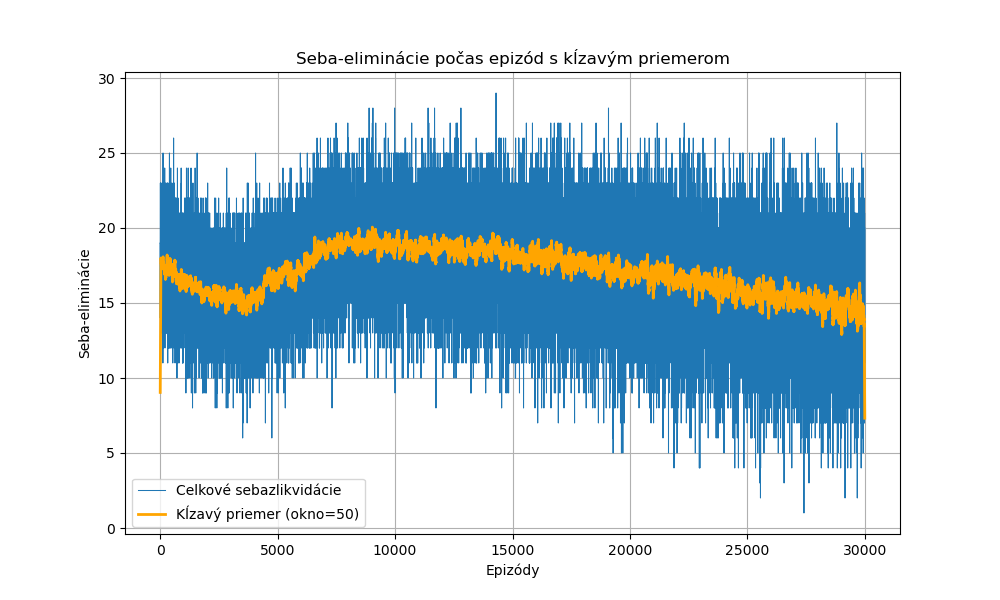 Seba-eliminácie počas epizód s kĺzavým priemerom
Seba-eliminácie
30
25
20
15
10
5
0
Celkové sebazlikvidácie
Kĺzavý priemer (okno=50)
0 5000 10000 15000 20000 25000 30000
Epizódy